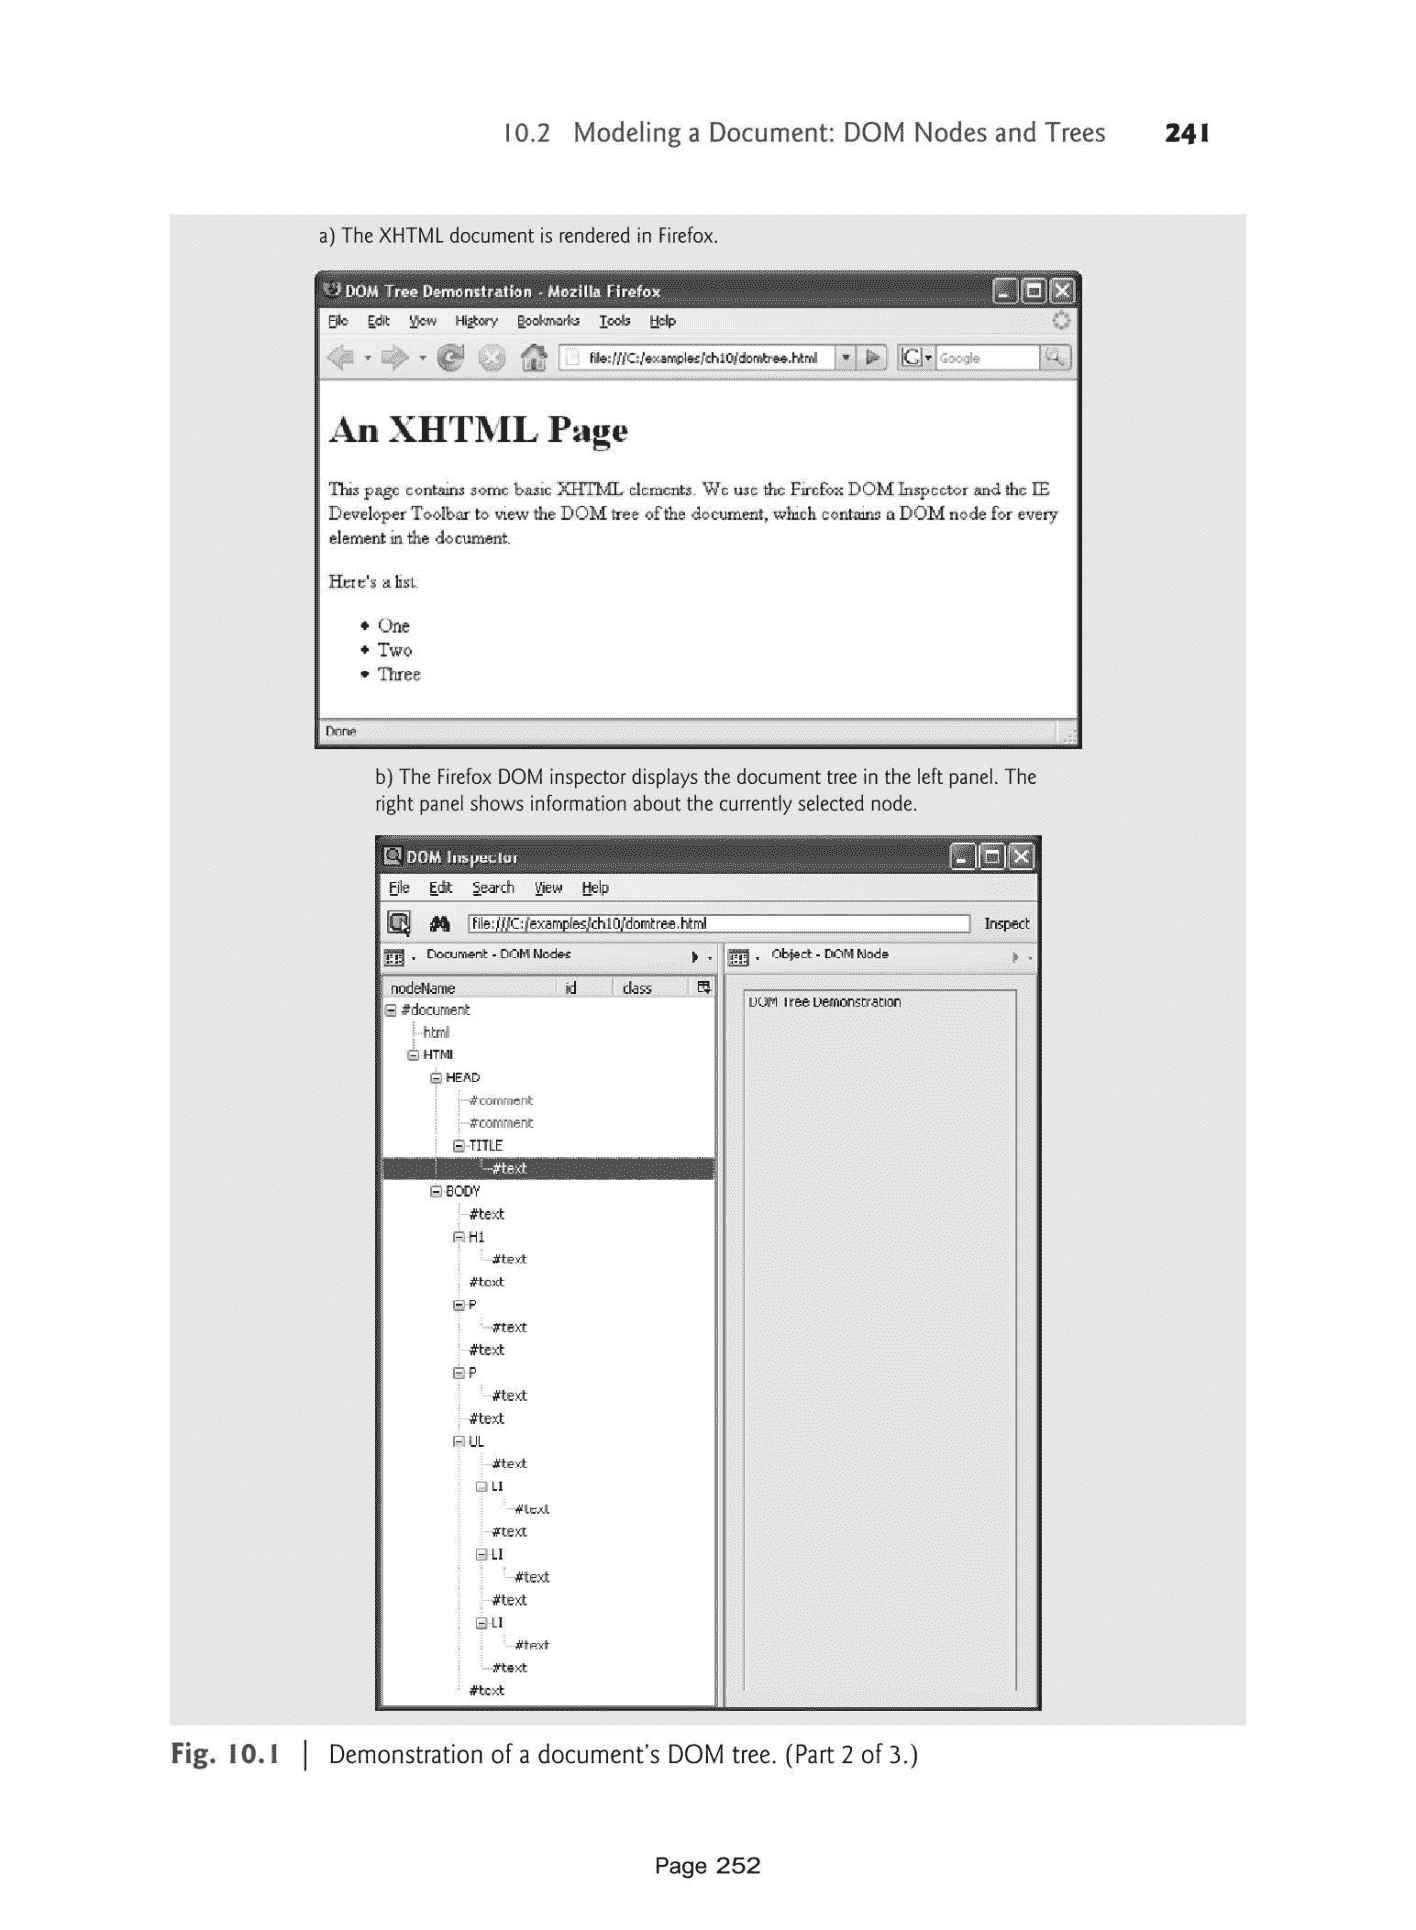 10.2 Modeling a Document: DOM Nodes and Trees 241
a) The XHTML document is rendered in Firefox.
DOM Tree Demonstration - Mozilla Firefox
File Edit View History Bookmarks Tools Help
file:///C:/examples/ch10/domtree.html G Google
An XHTML Page
This page contains some basic XHTML elements. We use the Firefox DOM Inspector and the IE
Developer Toolbar to view the DOM tree of the document, which contains a DOM node for every
element in the document.
Here's a list
• One
• Two
• Three
Done
b) The Firefox DOM inspector displays the document tree in the left panel. The
right panel shows information about the currently selected node.
DOM Inspector
File Edit Search View Help
file:///C:/examples/ch10/domtree.html Inspect
Document - DOM Nodes Object - DOM Node
nodeName id class
DOM Tree Demonstration
#document
html
HTML
HEAD
#comment
#comment
TITLE
#text
BODY
#text
H1
#text
#text
P
#text
#text
P
#text
#text
UL
#text
LI
#text
#text
LI
#text
#text
LI
#text
#text
#text
Fig. 10.1 | Demonstration of a document's DOM tree. (Part 2 of 3.)
Page 252